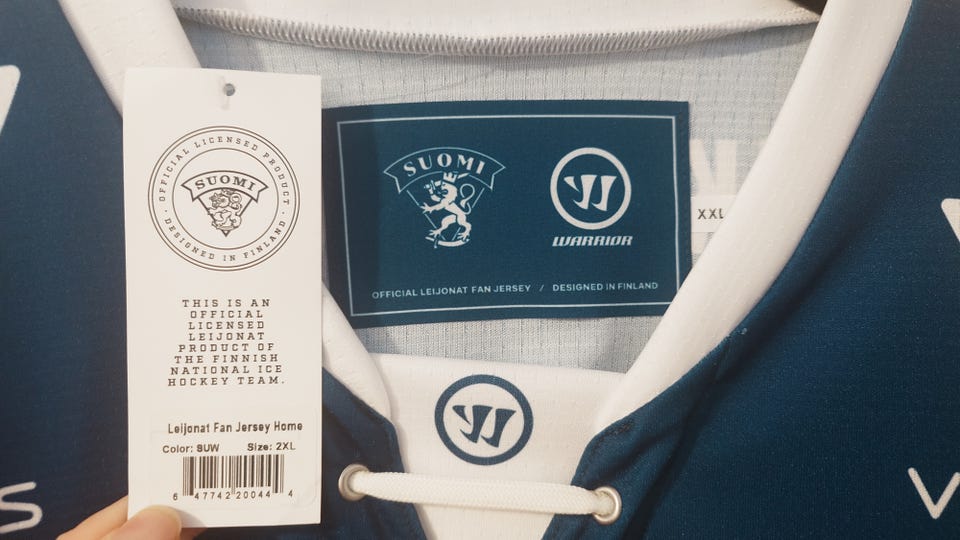 OFFICIAL LICENSED PRODUCT
SUOMI
· DESIGNED IN FINLAND ·
THIS IS AN
OFFICIAL
LICENSED
LEIJONAT
PRODUCT OF
THE FINNISH
NATIONAL ICE
HOCKEY TEAM.
Leijonat Fan Jersey Home
Color: SUW Size: 2XL
6 47742 20044 4
SUOMI
WARRIOR
OFFICIAL LEIJONAT FAN JERSEY / DESIGNED IN FINLAND
XXL
S
V